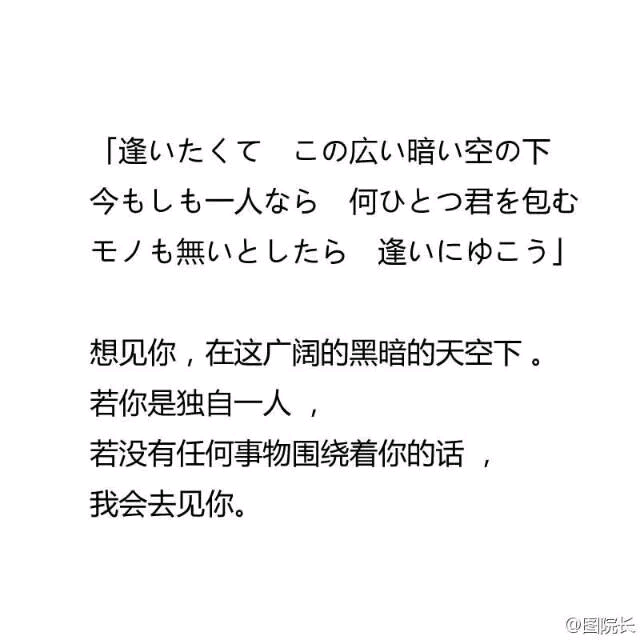 「逢いたくて　この広い暗い空の下
今もしも一人なら　何ひとつ君を包む
モノも無いとしたら　逢いにゆこう」
想见你，在这广阔的黑暗的天空下。
若你是独自一人，
若没有任何事物围绕着你的话，
我会去见你。
@图院长